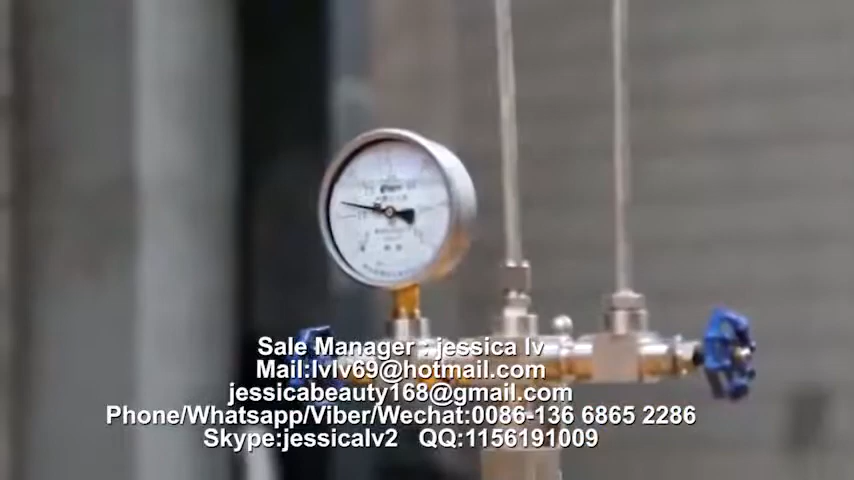 Sale Manager : jessica lv
Mail:lvlv69@hotmail.com
jessicabeauty168@gmail.com
Phone/Whatsapp/Viber/Wechat:0086-136 6865 2286
Skype:jessicalv2 QQ:1156191009